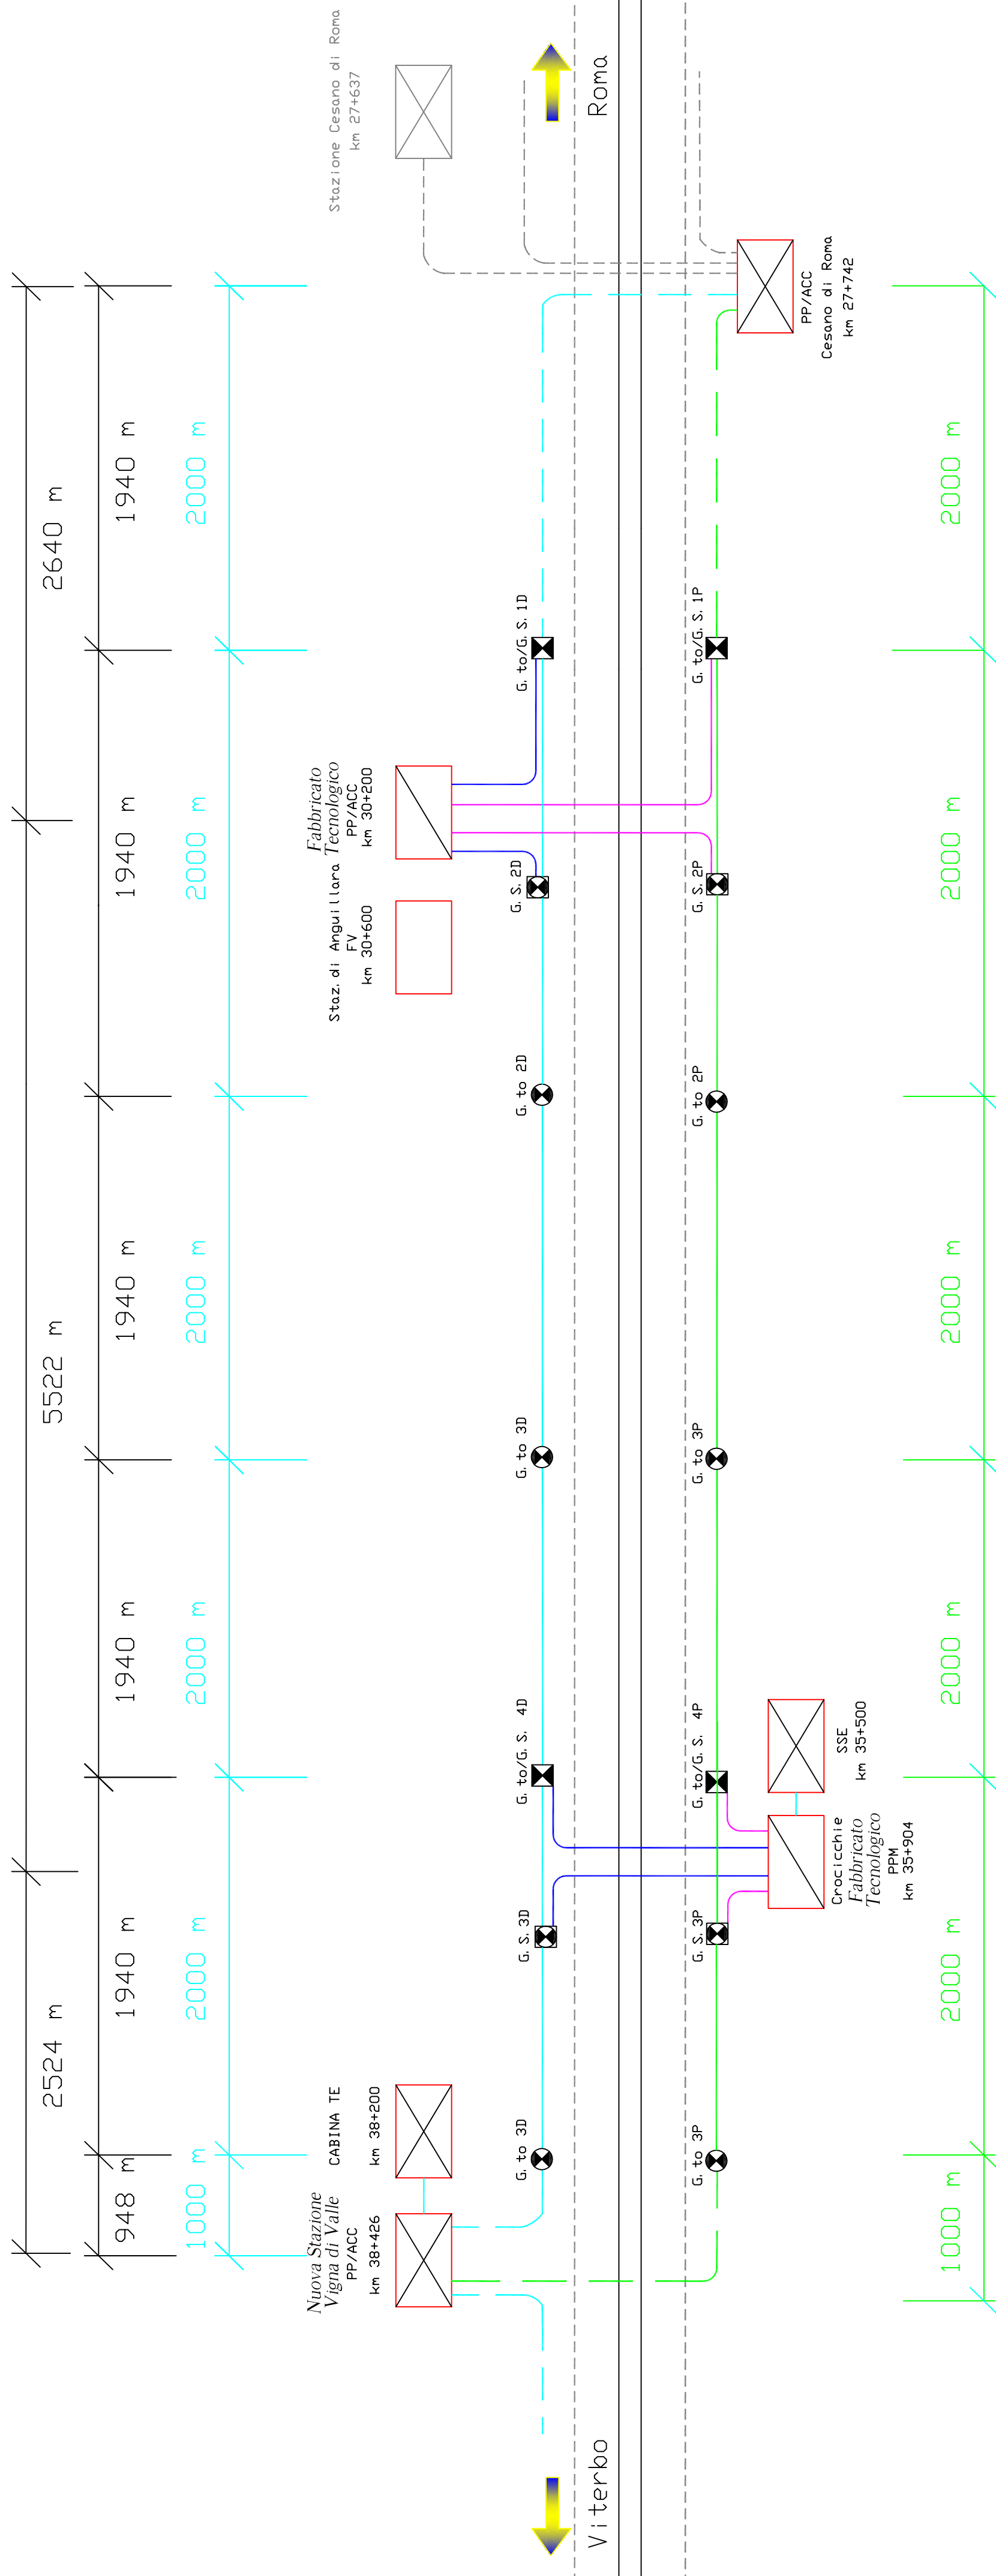 Stazione Cesano di Roma
km 27+637
Roma
PP/ACC
Cesano di Roma
km 27+742
2640 m
1940 m
2000 m
2000 m
G. to/G. S. 1D
G. to/G. S. 1P
Fabbricato
Tecnologico
PP/ACC
km 30+200
1940 m
2000 m
2000 m
G. S. 2D
G. S. 2P
Staz. di Anguillara
FV
km 30+600
G. to 2D
G. to 2P
5522 m
1940 m
2000 m
2000 m
G. to 3D
G. to 3P
1940 m
2000 m
2000 m
G. to/G. S. 4D
G. to/G. S. 4P
SSE
km 35+500
Crocicchie
Fabbricato
Tecnologico
PPM
km 35+904
G. S. 3D
G. S. 3P
2524 m
1940 m
2000 m
2000 m
CABINA TE
km 38+200
G. to 3D
G. to 3P
948 m
1000 m
1000 m
Nuova Stazione
Vigna di Valle
PP/ACC
km 38+426
Viterbo